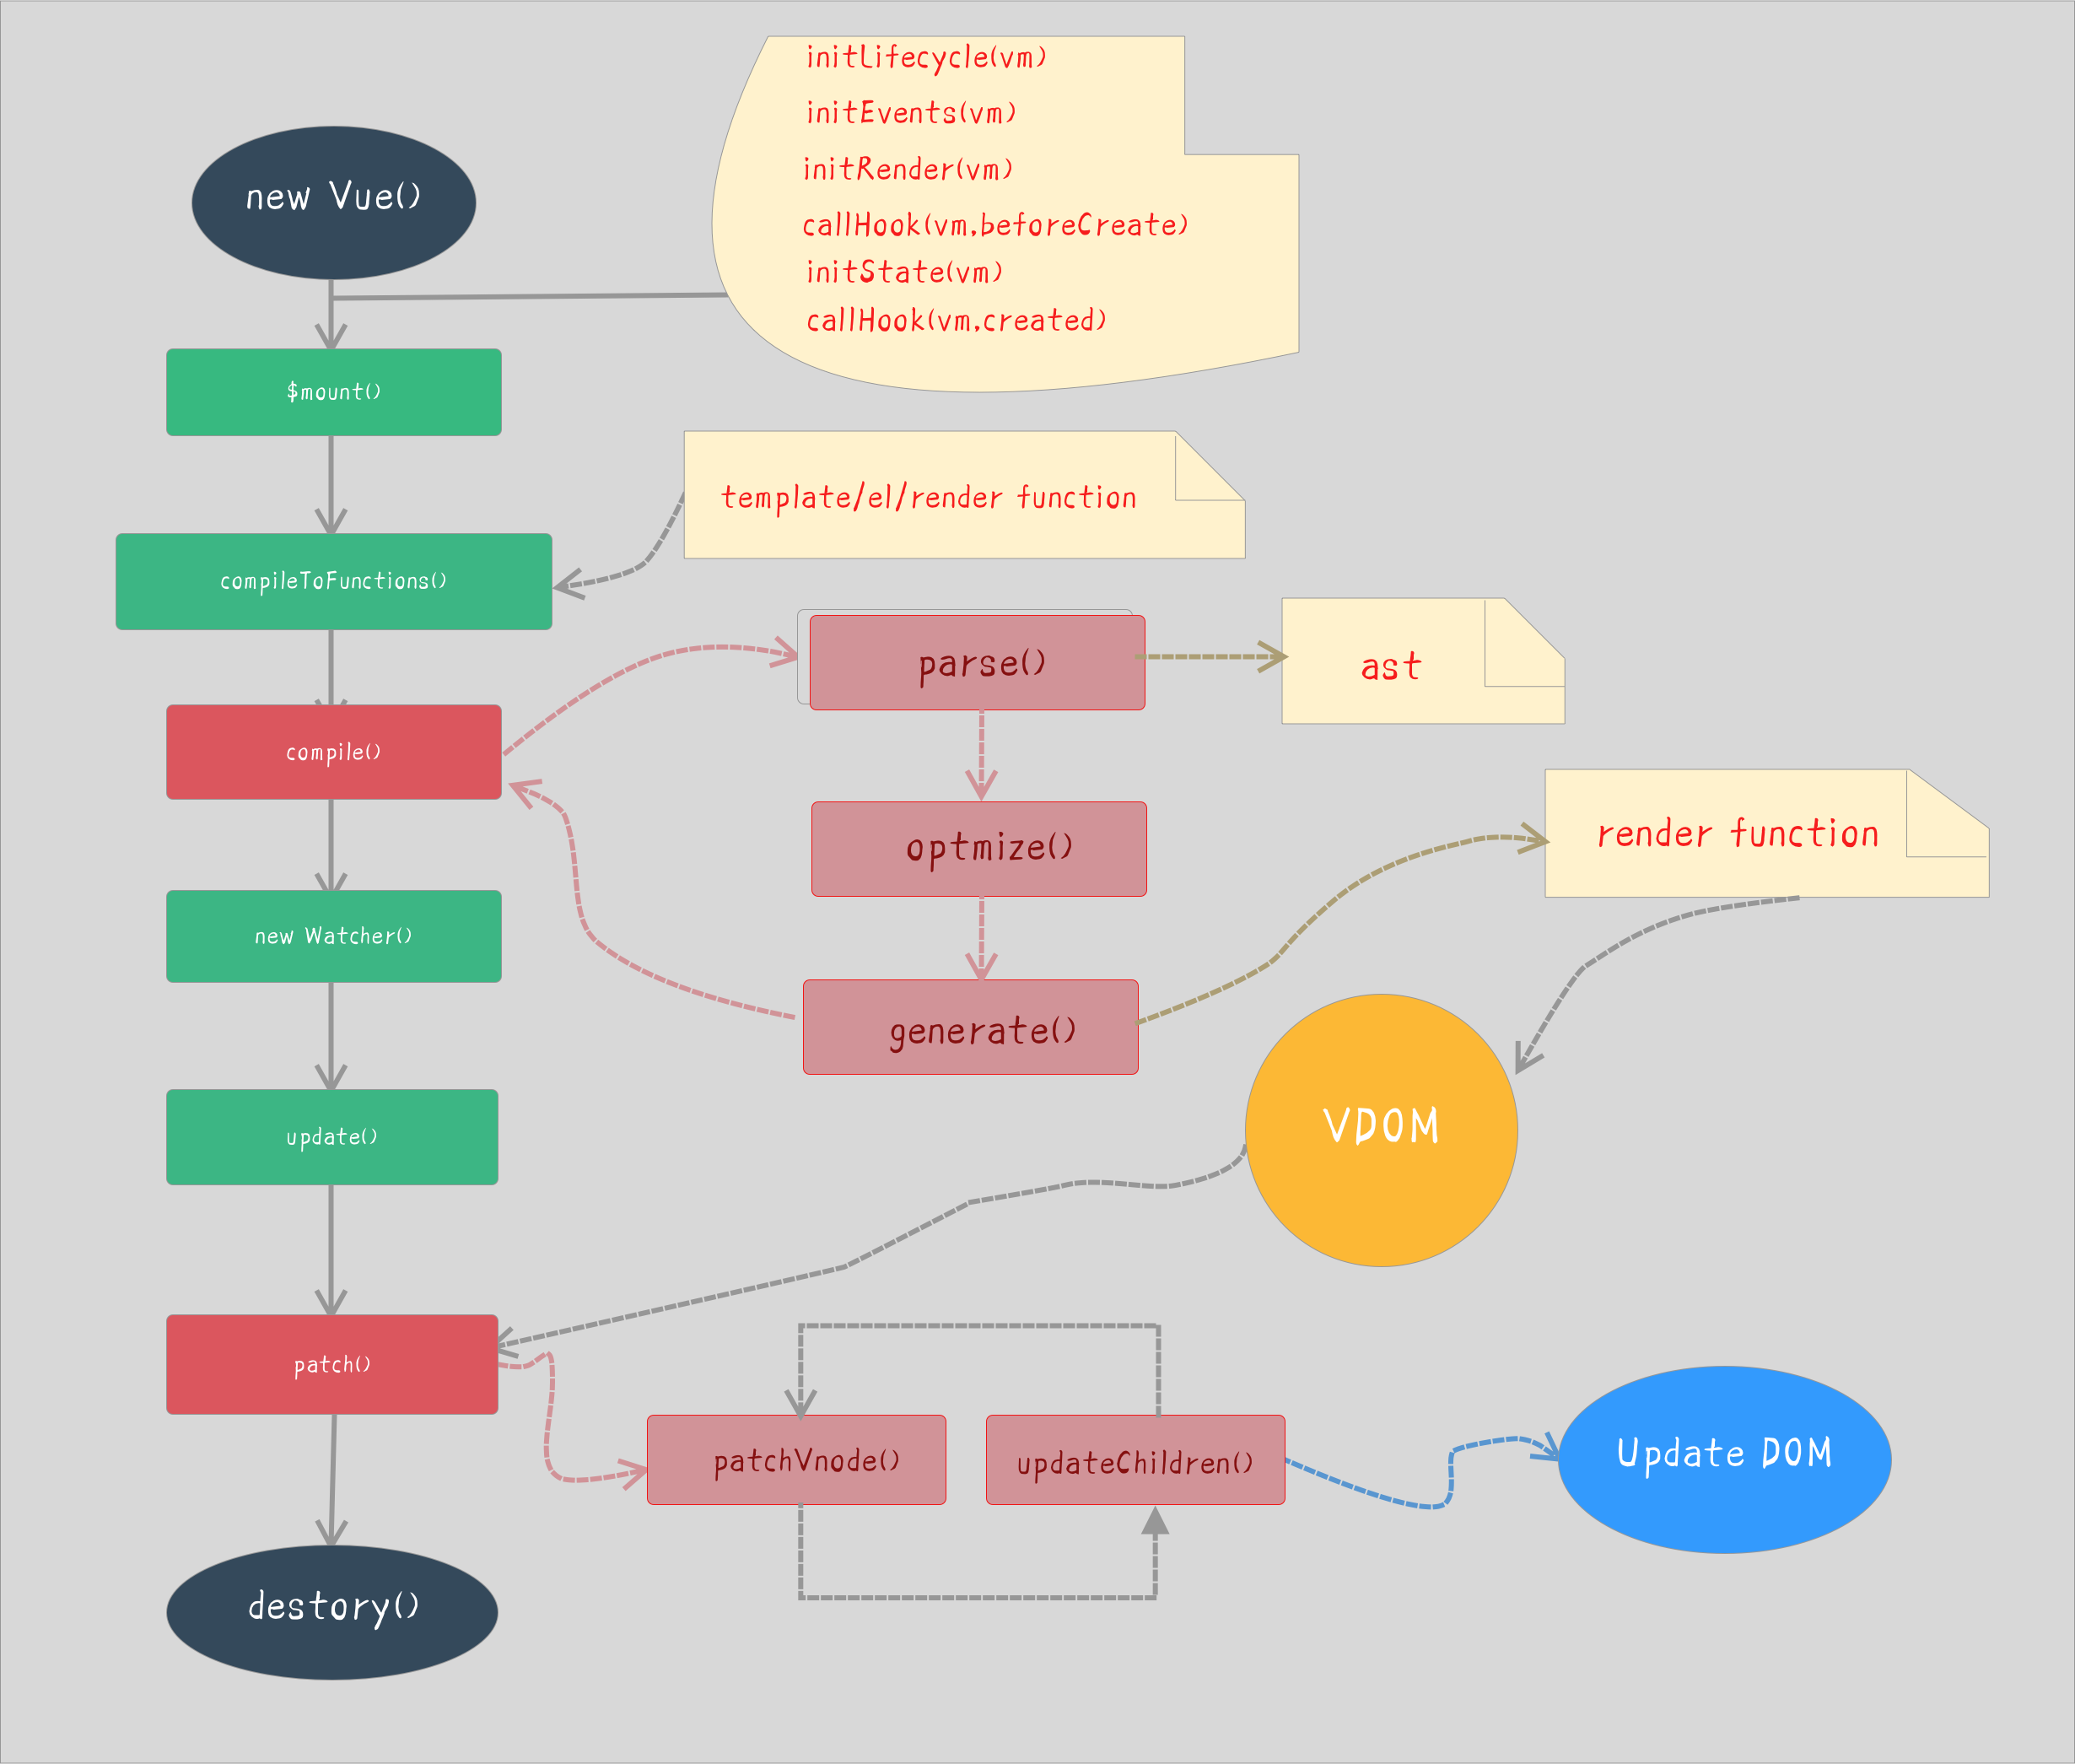 initLifecycle(vm)
initEvents(vm)
initRender(vm)
callHook(vm,beforeCreate)
initState(vm)
callHook(vm,created)
new Vue()
$mount()
template/el/render function
compileToFunctions()
parse()
ast
compile()
optmize()
render function
new Watcher()
generate()
VDOM
update()
patch()
patchVnode()
updateChildren()
Update DOM
destory()